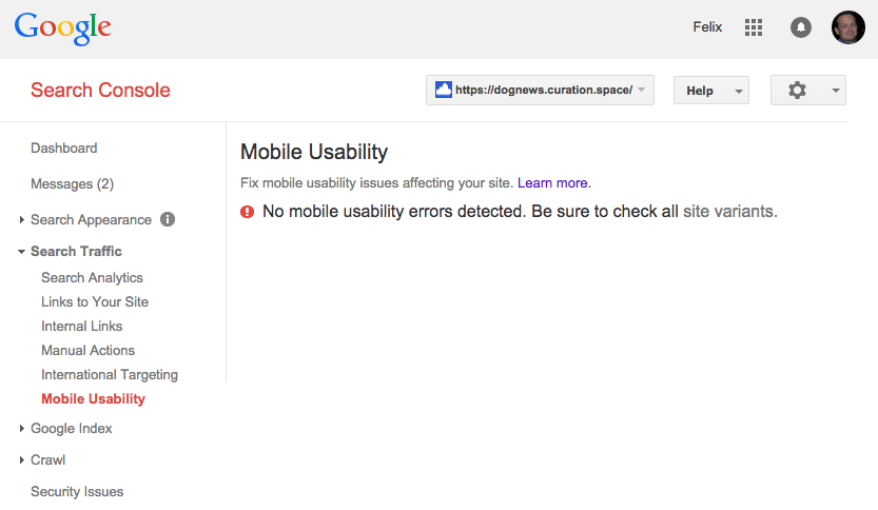 Google
Felix
Search Console
https://dognews.curation.space/
Help
Dashboard
Messages (2)
Search Appearance
Search Traffic
Search Analytics
Links to Your Site
Internal Links
Manual Actions
International Targeting
Mobile Usability
Google Index
Crawl
Security Issues
Mobile Usability
Fix mobile usability issues affecting your site. Learn more.
No mobile usability errors detected. Be sure to check all site variants.